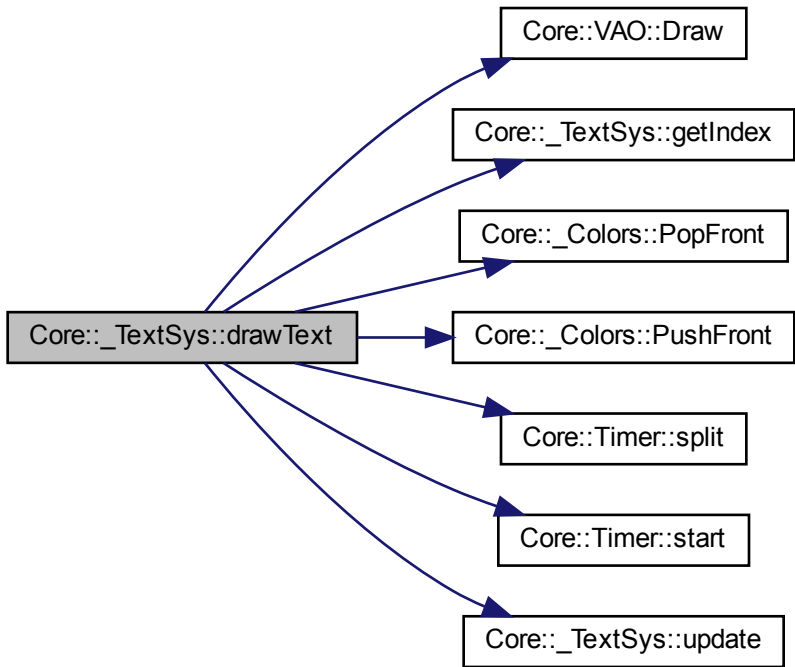 Core::VAO::Draw
Core::_TextSys::getIndex
Core::_Colors::PopFront
Core::_TextSys::drawText
Core::_Colors::PushFront
Core::Timer::split
Core::Timer::start
Core::_TextSys::update